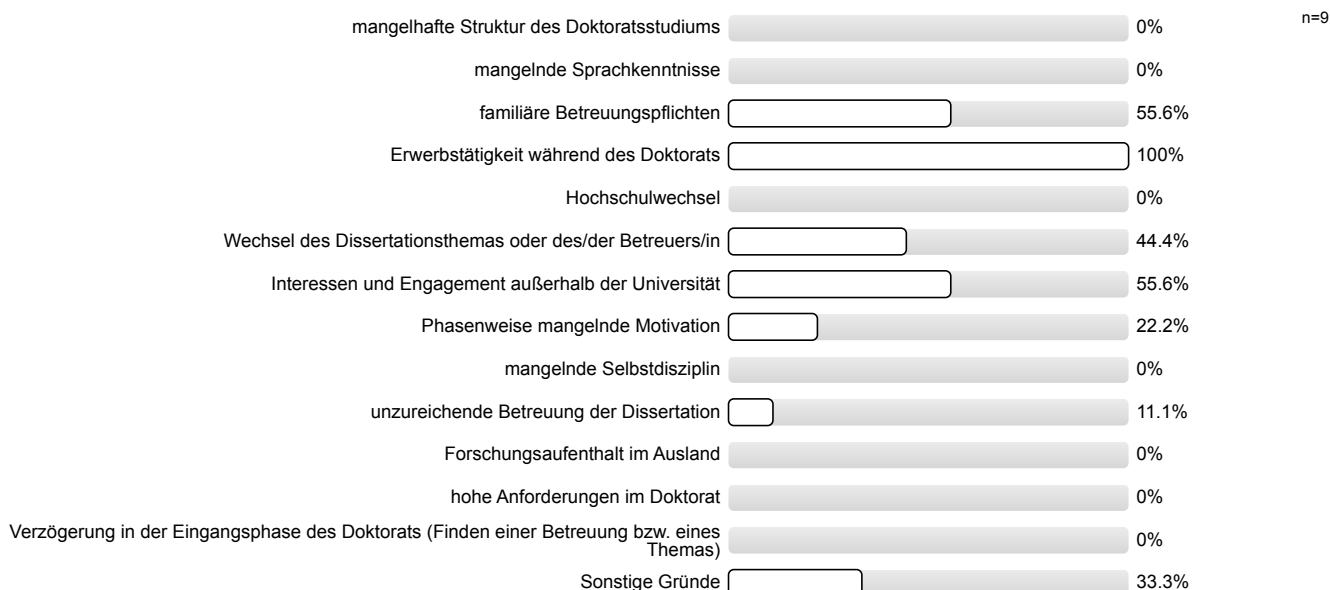 n=9
mangelhafte Struktur des Doktoratsstudiums 0%
mangelnde Sprachkenntnisse 0%
familiäre Betreuungspflichten 55.6%
Erwerbstätigkeit während des Doktorats 100%
Hochschulwechsel 0%
Wechsel des Dissertationsthemas oder des/der Betreuers/in 44.4%
Interessen und Engagement außerhalb der Universität 55.6%
Phasenweise mangelnde Motivation 22.2%
mangelnde Selbstdisziplin 0%
unzureichende Betreuung der Dissertation 11.1%
Forschungsaufenthalt im Ausland 0%
hohe Anforderungen im Doktorat 0%
Verzögerung in der Eingangsphase des Doktorats (Finden einer Betreuung bzw. eines
Themas) 0%
Sonstige Gründe 33.3%